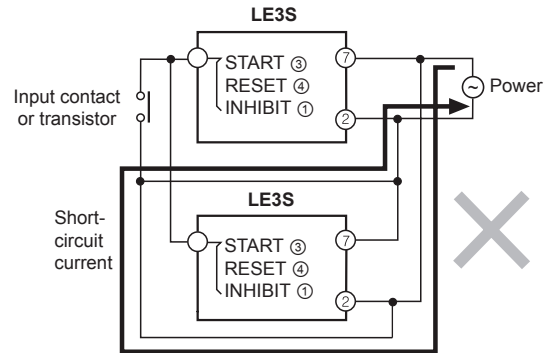 LE3S
START ③
RESET ④
INHIBIT ①
⑦
②
Power
~
Input contact
or transistor
Short-
circuit
current
LE3S
START ③
RESET ④
INHIBIT ①
⑦
②